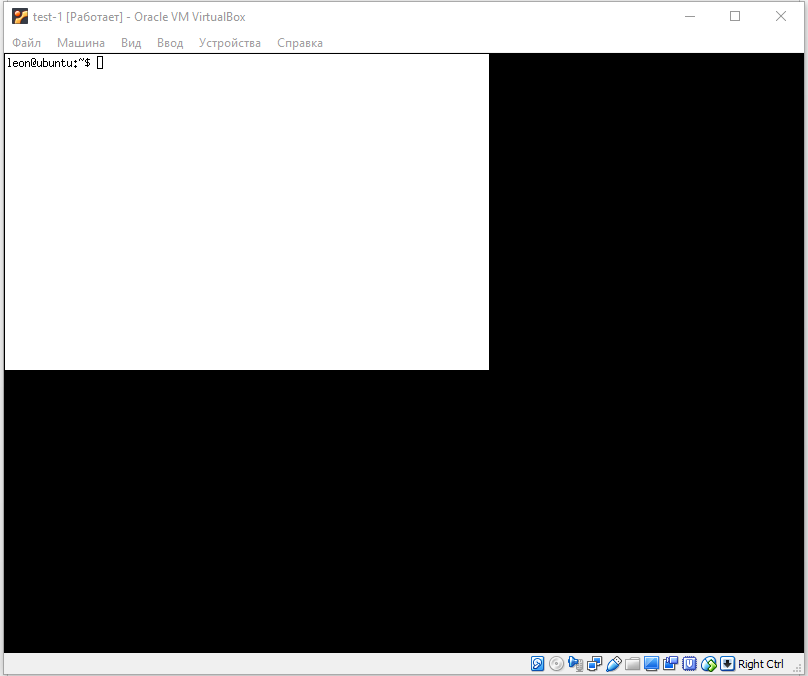 test-1 [Работает] - Oracle VM VirtualBox
Файл Машина Вид Ввод Устройства Справка
leon@ubuntu:~$
Right Ctrl